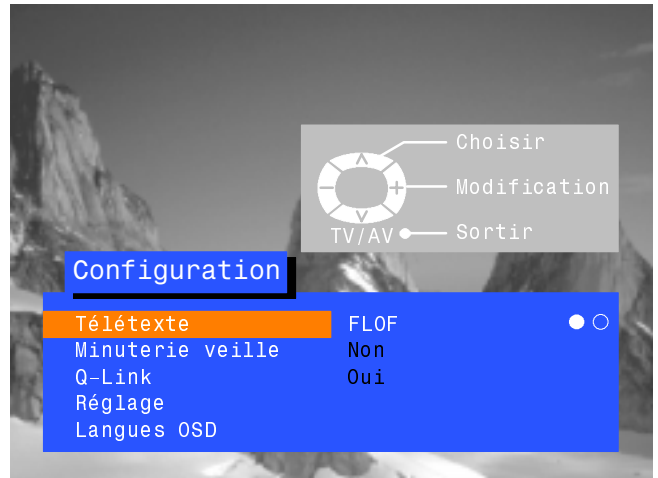 Choisir
Modification
TV/AV Sortir
Configuration
Télétexte FLOF
Minuterie veille Non
Q-Link Oui
Réglage
Langues OSD